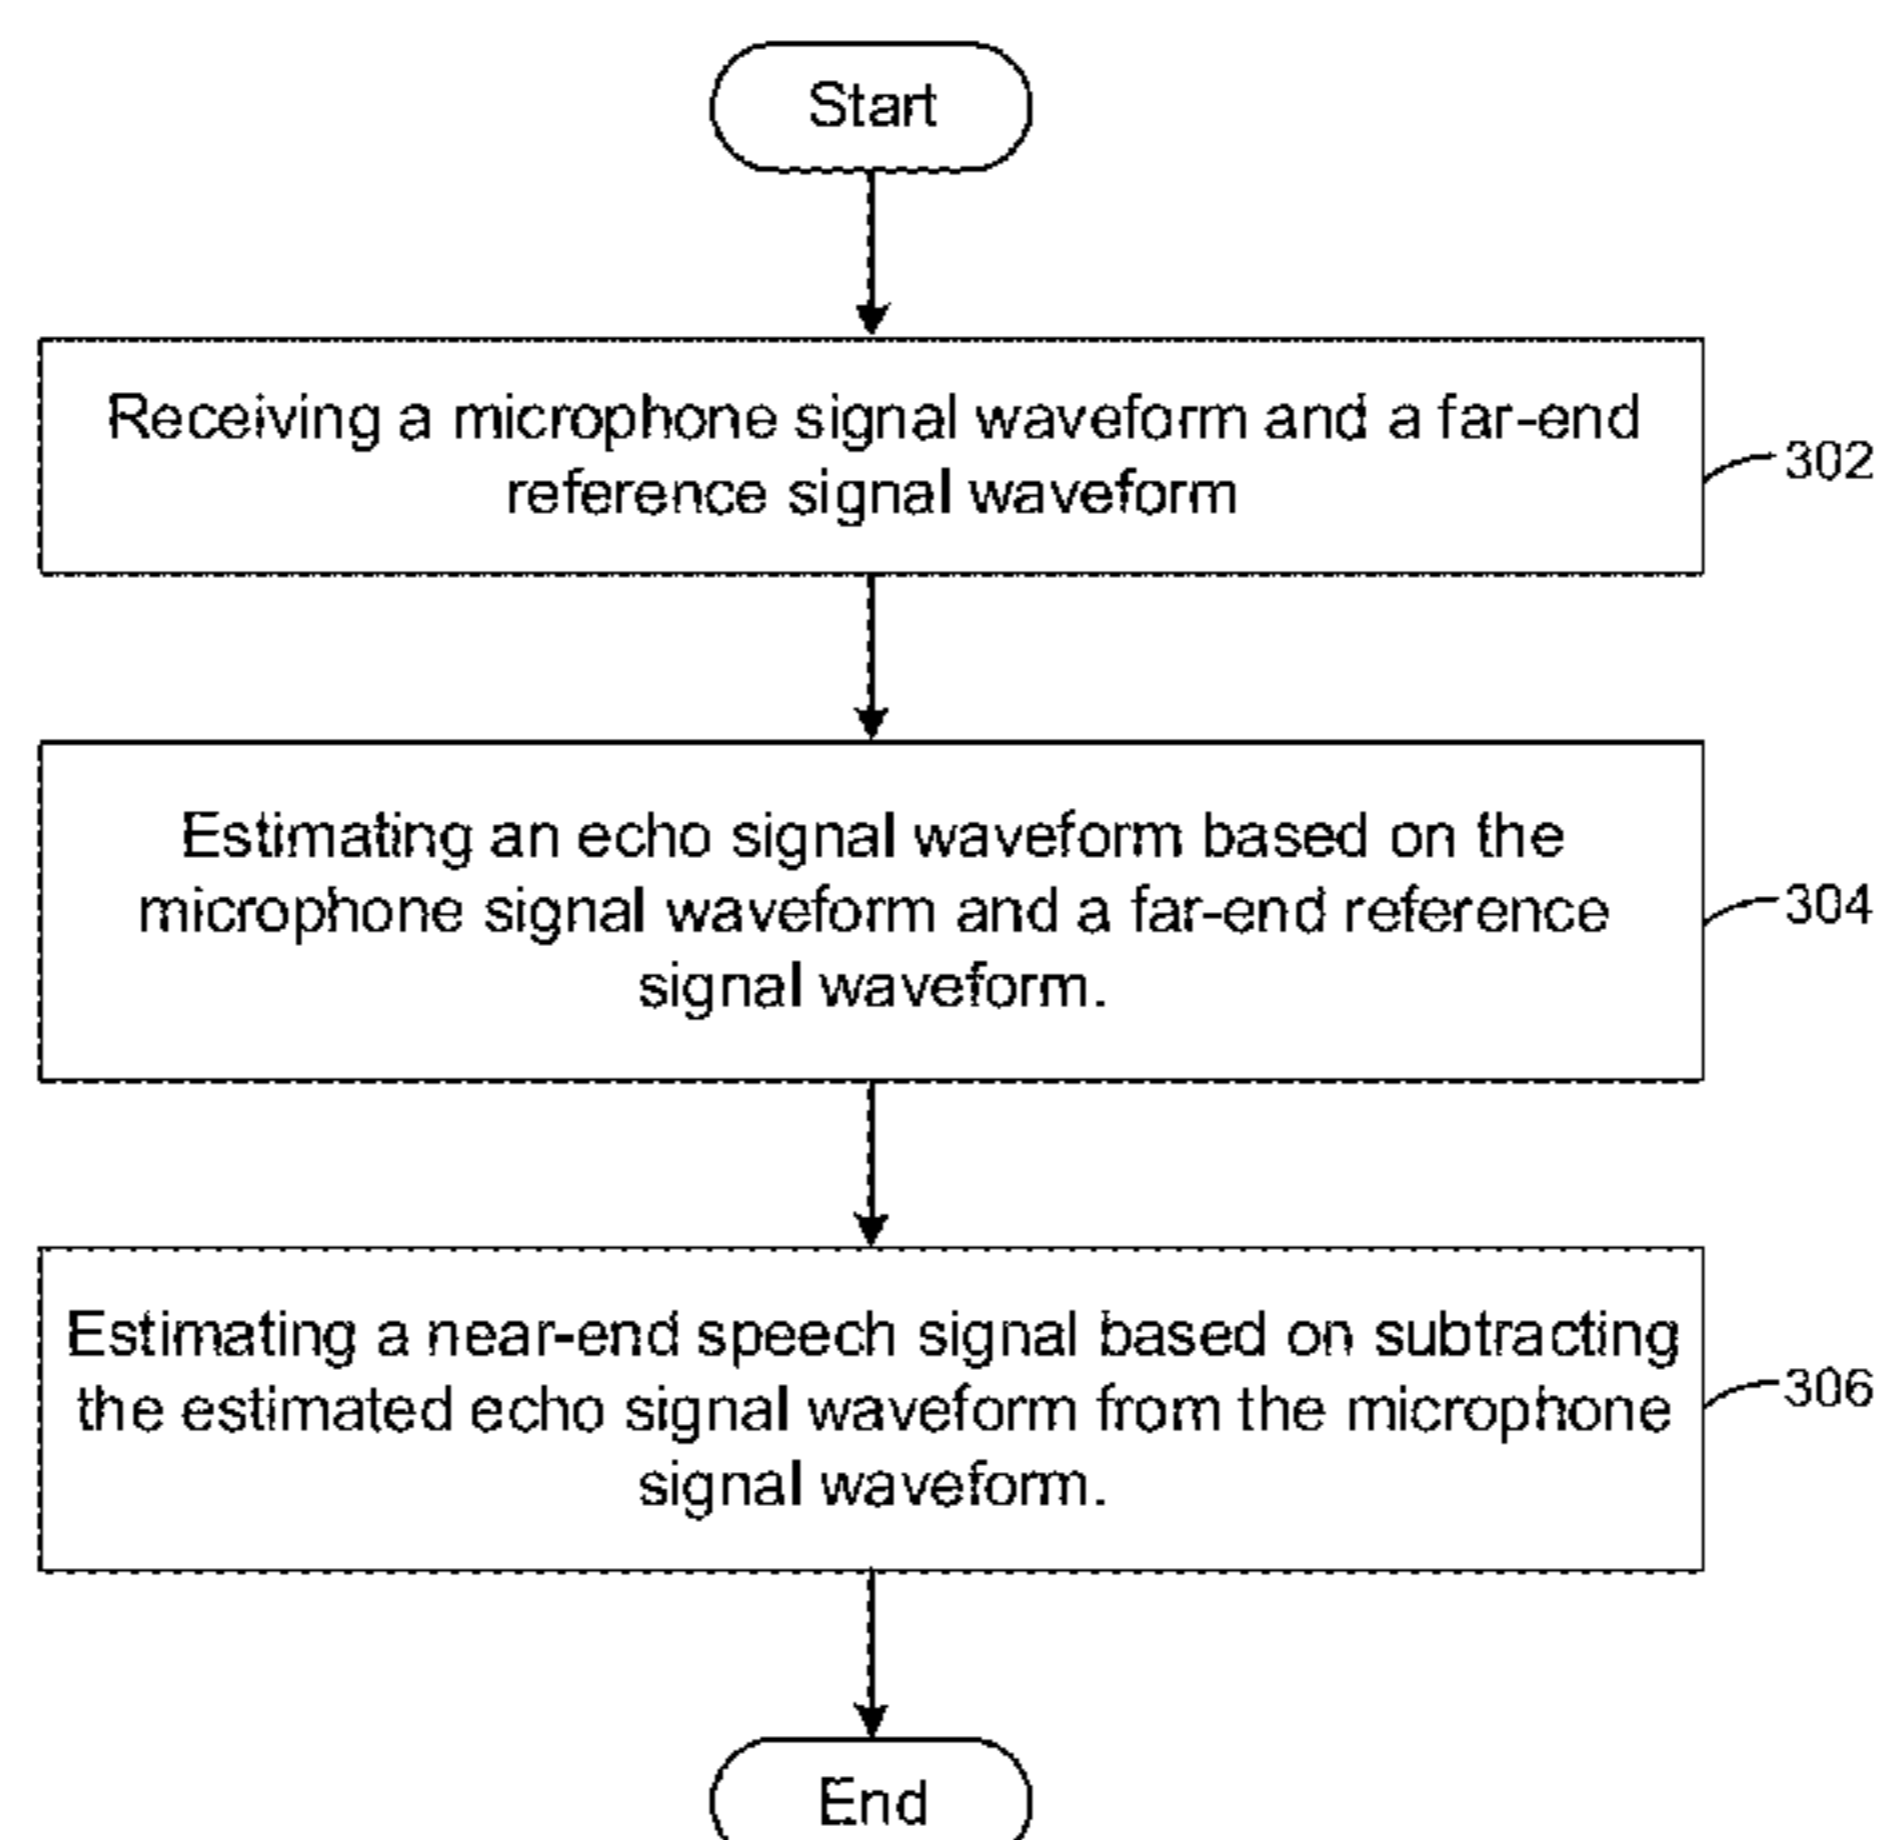 Start
Receiving a microphone signal waveform and a far-end
reference signal waveform
302
Estimating an echo signal waveform based on the
microphone signal waveform and a far-end reference
signal waveform.
304
Estimating a near-end speech signal based on subtracting
the estimated echo signal waveform from the microphone
signal waveform.
306
End